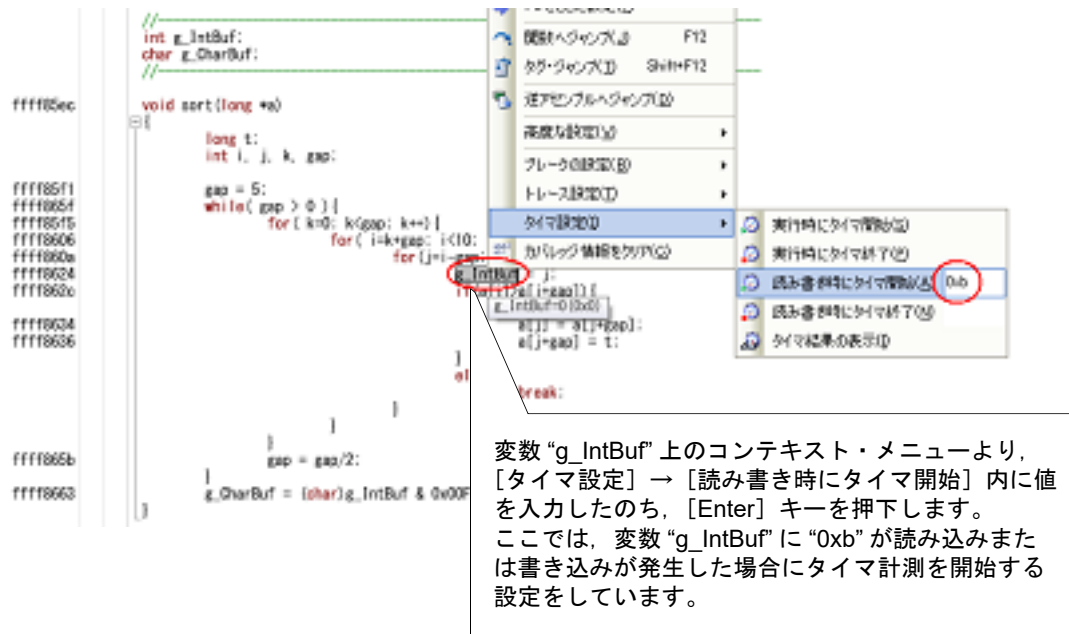 //
int g_IntBuf;
char g_CharBuf;
//
ffff85ec void sort(long *a)
{
long t;
int i, j, k, gap;
ffff85f1 gap = 5;
ffff865f while( gap > 0 ){
ffff85f5 for( k=0; k<gap; k++){
ffff8606 for( i=k+gap; i<10;
ffff860a for(j=i-gap;
ffff8624 g_IntBuf = j;
ffff862c
g_IntBuf=0(0x0)
ffff8634 a[j] = a[j+gap];
ffff8636 a[j+gap] = t;
}
break;
}
}
}
ffff865b gap = gap/2;
}
ffff8663 g_CharBuf = (char)g_IntBuf & 0x00F
}
関数へジャンプ(J) F12
タグ・ジャンプ(T) Shift+F12
逆アセンブルへジャンプ(D)
高度な設定(V)
ブレークの設定(B)
トレース設定(T)
タイマ設定(I)
カバレッジ情報をクリア(G)
実行時にタイマ開始(S)
実行時にタイマ終了(P)
読み書き時にタイマ開始(A) 0xb
読み書き時にタイマ終了(N)
タイマ結果の表示(I)
変数 “g_IntBuf” 上のコンテキスト・メニューより,
[タイマ設定] → [読み書き時にタイマ開始] 内に値
を入力したのち, [Enter] キーを押下します。
ここでは, 変数 “g_IntBuf” に “0xb” が読み込みまた
は書き込みが発生した場合にタイマ計測を開始する
設定をしています。